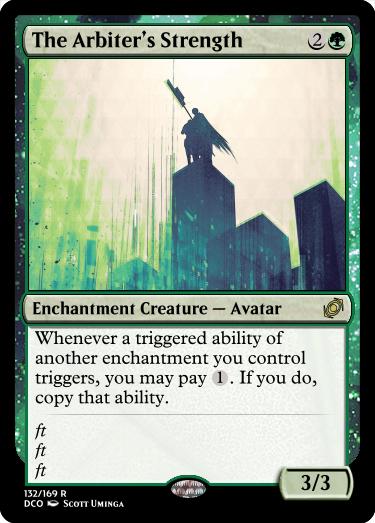 The Arbiter's Strength 2
Enchantment Creature — Avatar
Whenever a triggered ability of
another enchantment you control
triggers, you may pay 1. If you do,
copy that ability.
ft
ft
ft
3/3
132/169 R
DCO Scott Uminga